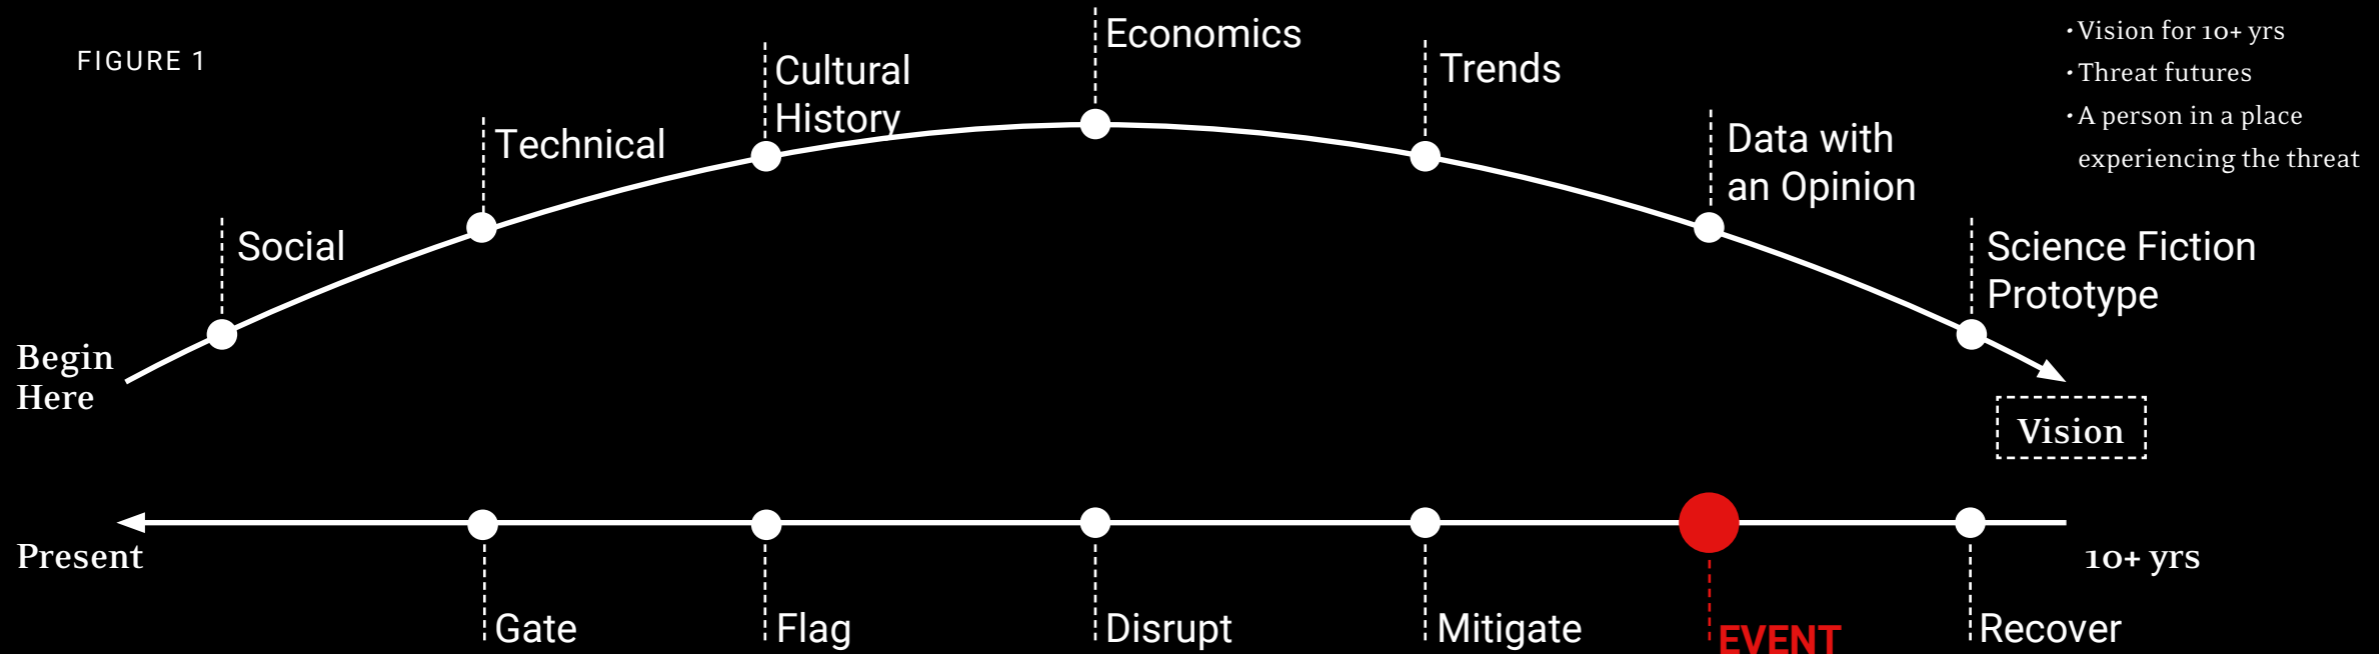 FIGURE 1
Social
Technical
Cultural
History
Economics
Trends
Data with
an Opinion
Science Fiction
Prototype
• Vision for 10+ yrs
• Threat futures
• A person in a place
experiencing the threat
Begin
Here
Vision
Present
10+ yrs
Gate
Flag
Disrupt
Mitigate
EVENT
Recover